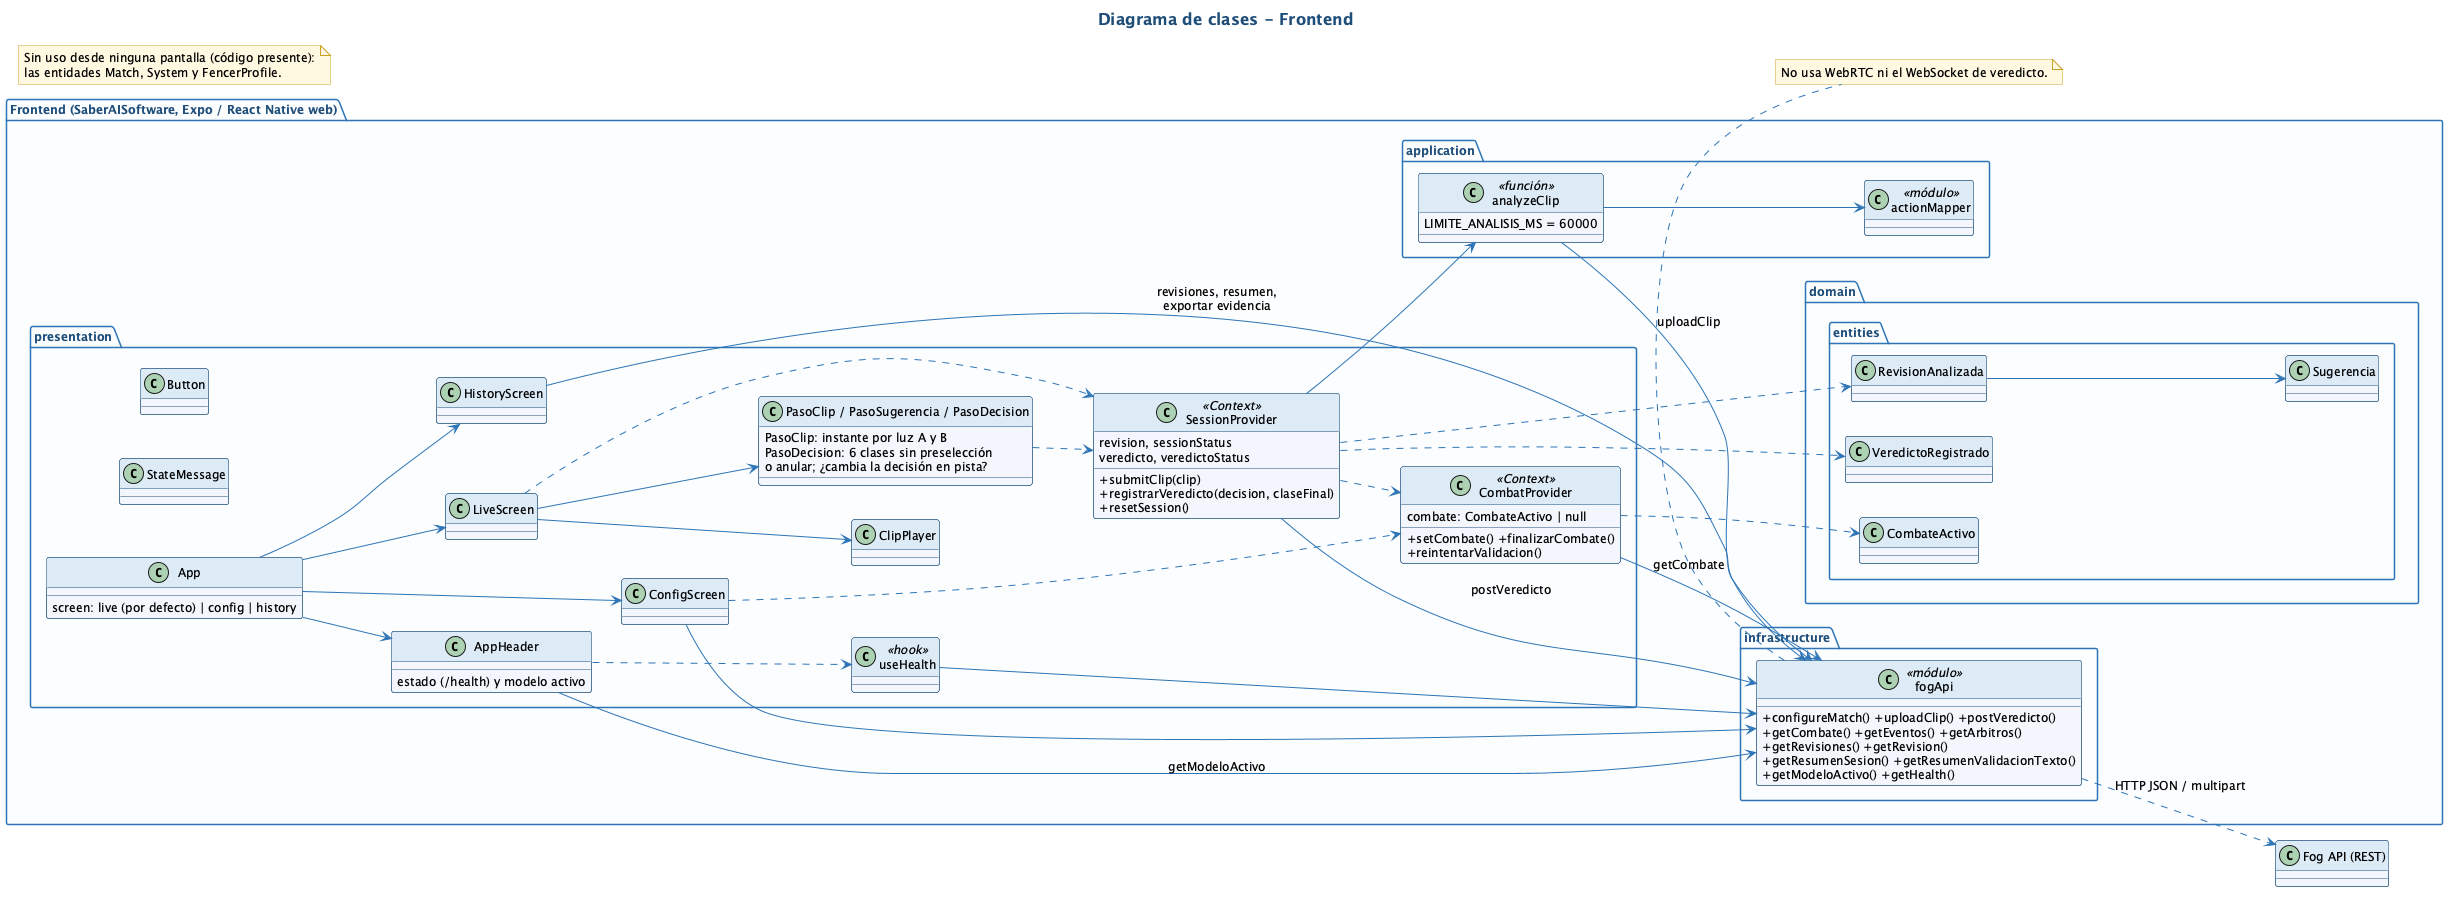 Diagrama de clases - Frontend
Sin uso desde ninguna pantalla (código presente):
las entidades Match, System y FencerProfile.
No usa WebRTC ni el WebSocket de veredicto.
Frontend (SaberAISoftware, Expo / React Native web)
application
C
«función»
analyzeClip
LIMITE_ANALISIS_MS = 60000
C
«módulo»
actionMapper
revisiones, resumen,
exportar evidencia
uploadClip
domain
entities
C RevisionAnalizada
C Sugerencia
C VeredictoRegistrado
C CombateActivo
presentation
C Button
C StateMessage
C HistoryScreen
C LiveScreen
C PasoClip / PasoSugerencia / PasoDecision
PasoClip: instante por luz A y B
PasoDecision: 6 clases sin preselección
o anular; ¿cambia la decisión en pista?
C
«Context»
SessionProvider
revision, sessionStatus
veredicto, veredictoStatus
+submitClip(clip)
+registrarVeredicto(decision, claseFinal)
+resetSession()
C
«Context»
CombatProvider
combate: CombateActivo | null
+setCombate() +finalizarCombate()
+reintentarValidacion()
C ClipPlayer
C App
screen: live (por defecto) | config | history
C ConfigScreen
getCombate
postVeredicto
C AppHeader
estado (/health) y modelo activo
C
«hook»
useHealth
getModeloActivo
infrastructure
C
«módulo»
fogApi
+configureMatch() +uploadClip() +postVeredicto()
+getCombate() +getEventos() +getArbitros()
+getRevisiones() +getRevision()
+getResumenSesion() +getResumenValidacionTexto()
+getModeloActivo() +getHealth()
HTTP JSON / multipart
C Fog API (REST)